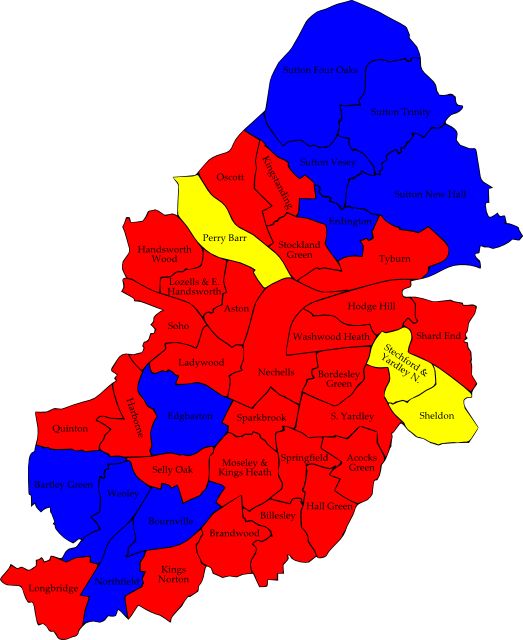 Sutton Four Oaks
Sutton Trinity
Sutton Vesey
Sutton New Hall
Oscott
Kingstanding
Erdington
Perry Barr
Stockland
Green
Tyburn
Handsworth
Wood
Lozells & E.
Handsworth
Aston
Hodge Hill
Soho
Washwood Heath
Shard End
Ladywood
Nechells
Bordesley
Green
Stechford &
Yardley N.
Harborne
Edgbaston
Sparkbrook
S. Yardley
Sheldon
Quinton
Selly Oak
Moseley &
Kings Heath
Springfield
Acocks
Green
Bartley Green
Weoley
Bournville
Billesley
Hall Green
Brandwood
Longbridge
Northfield
Kings
Norton